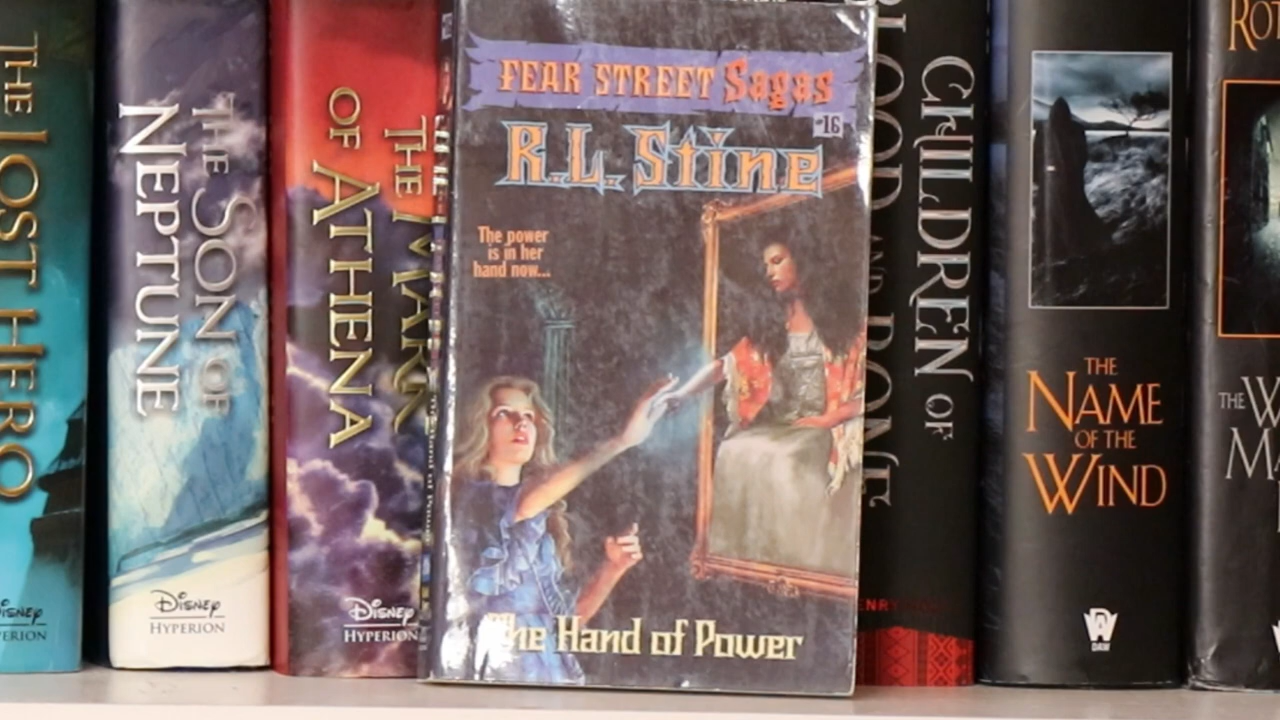 THE LOST HERO
DISNEY
HYPERION
THE SON OF
NEPTUNE
DISNEY
HYPERION
THE MARK
OF ATHENA
DISNEY
HYPERION
FEAR STREET Sagas
#16
R.L. Stine
The power
is in her
hand now...
The Hand of Power
CHILDREN OF
BLOOD AND BONE
THE
NAME
OF THE
WIND
DAW
THE